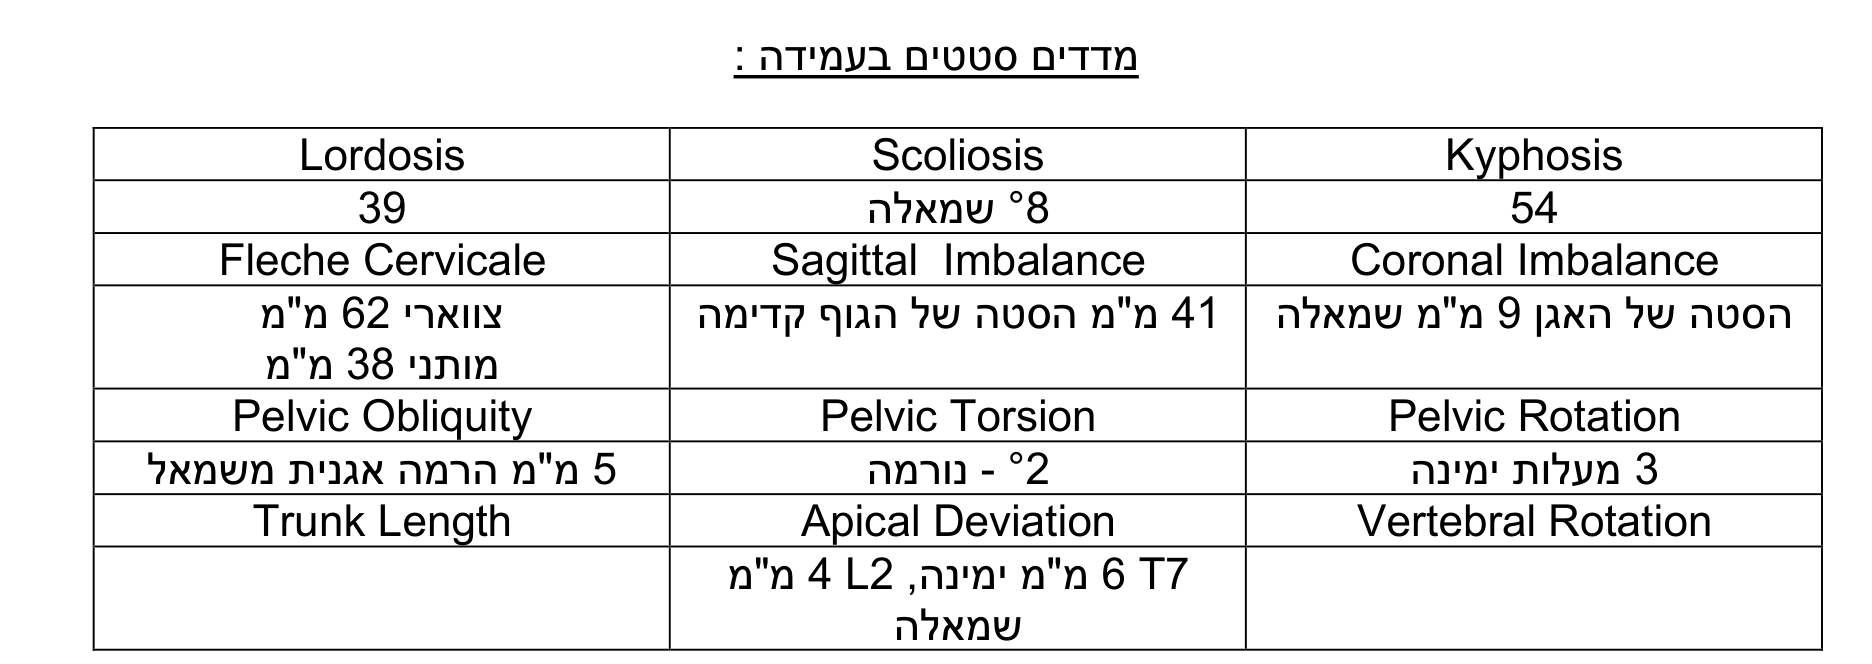 מדדים סטטים בעמידה :
Lordosis Scoliosis Kyphosis
39 8° שמאלה 54
Fleche Cervicale Sagittal Imbalance Coronal Imbalance
צווארי 62 מ"מ 41 מ"מ הסטה של הגוף קדימה הסטה של האגן 9 מ"מ שמאלה
מותני 38 מ"מ
Pelvic Obliquity Pelvic Torsion Pelvic Rotation
5 מ"מ הרמה אגנית משמאל 2° - נורמה 3 מעלות ימינה
Trunk Length Apical Deviation Vertebral Rotation
T7 6 מ"מ ימינה, L2 4 מ"מ
שמאלה